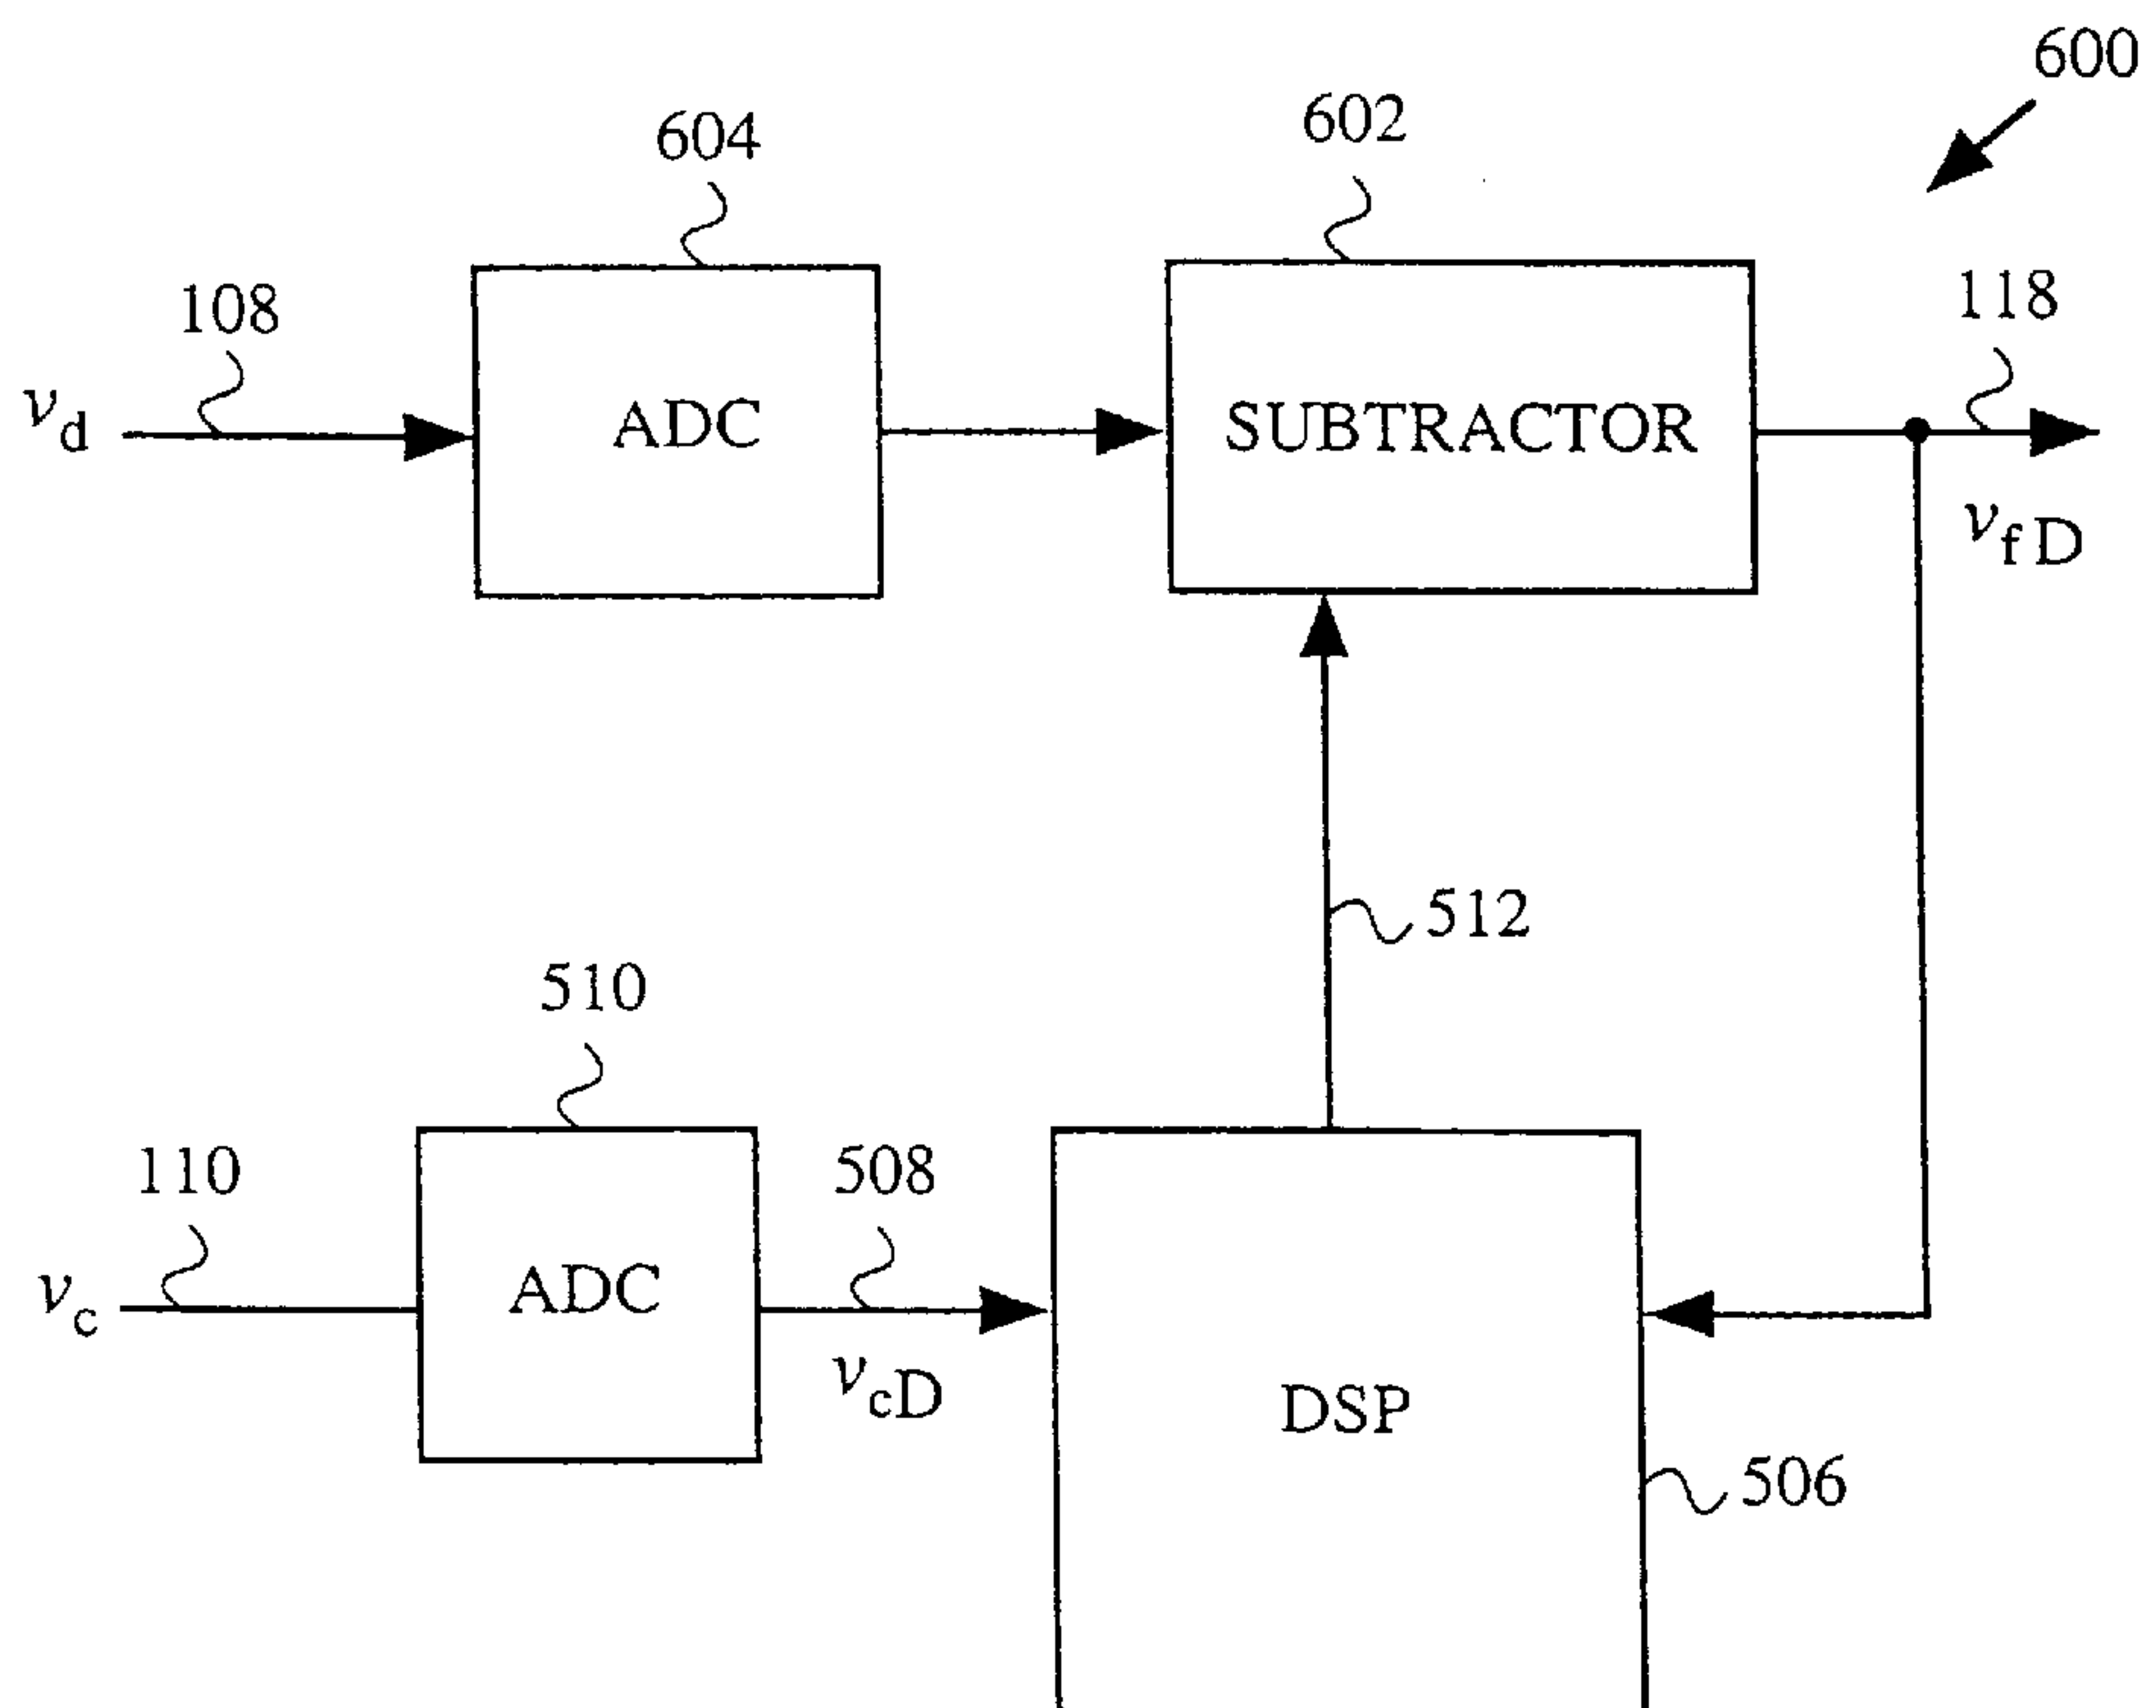 600
604
602
108
118
v_d
ADC
SUBTRACTOR
v_fD
512
510
110
508
v_c
ADC
v_cD
DSP
506